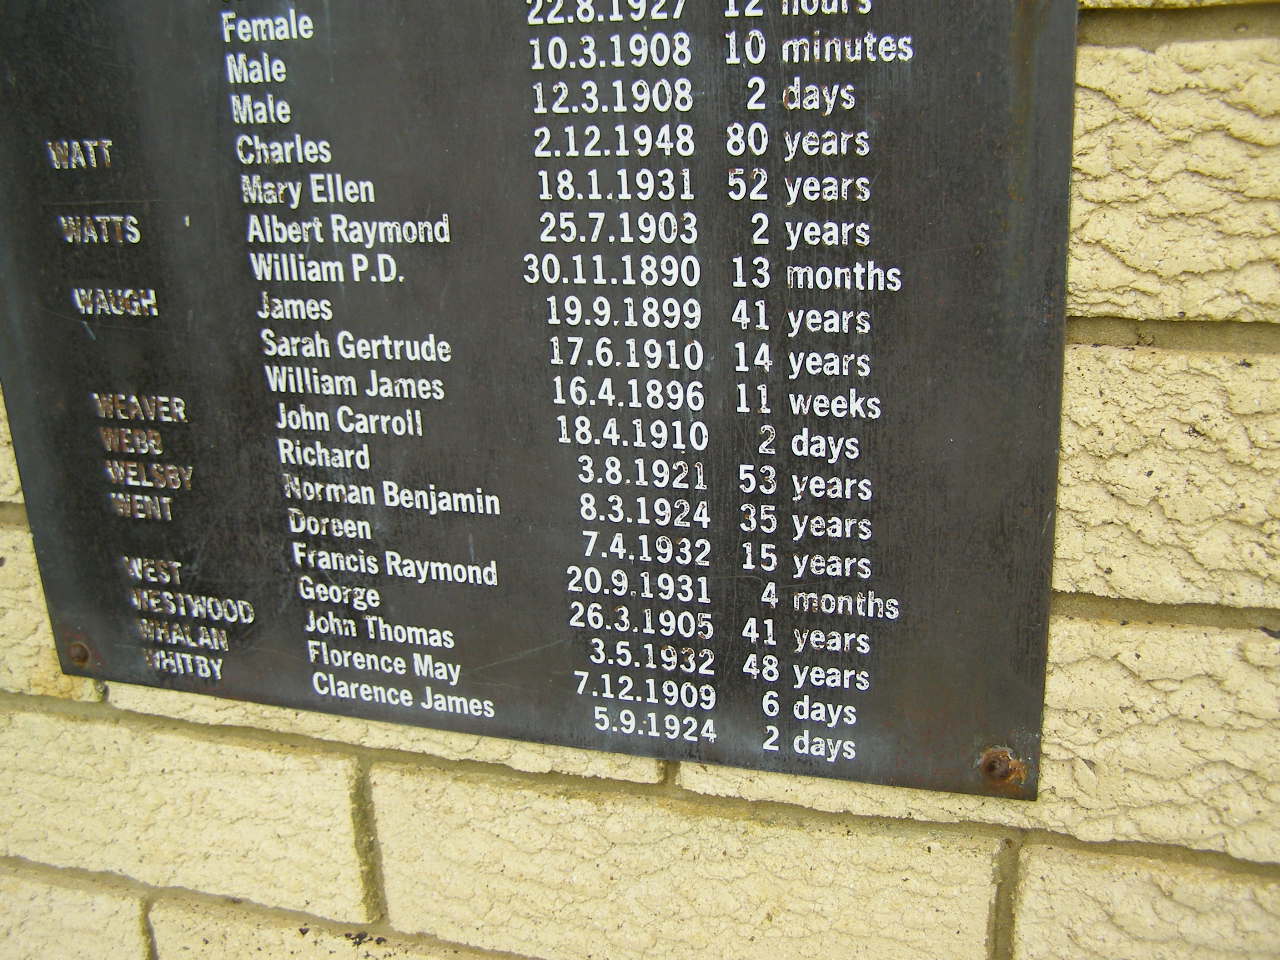 Female 22.8.1927 12 hours
Male 10.3.1908 10 minutes
Male 12.3.1908 2 days
WATT Charles 2.12.1948 80 years
Mary Ellen 18.1.1931 52 years
WATTS Albert Raymond 25.7.1903 2 years
William P.D. 30.11.1890 13 months
WAUGH James 19.9.1899 41 years
Sarah Gertrude 17.6.1910 14 years
William James 16.4.1896 11 weeks
WEAVER John Carroll 18.4.1910 2 days
WEBB Richard 3.8.1921 53 years
WELSBY Norman Benjamin 8.3.1924 35 years
WENT Doreen 7.4.1932 15 years
Francis Raymond 20.9.1931 4 months
WEST George 26.3.1905 41 years
WESTWOOD John Thomas 3.5.1932 48 years
WHALAN Florence May 7.12.1909 6 days
WHITBY Clarence James 5.9.1924 2 days